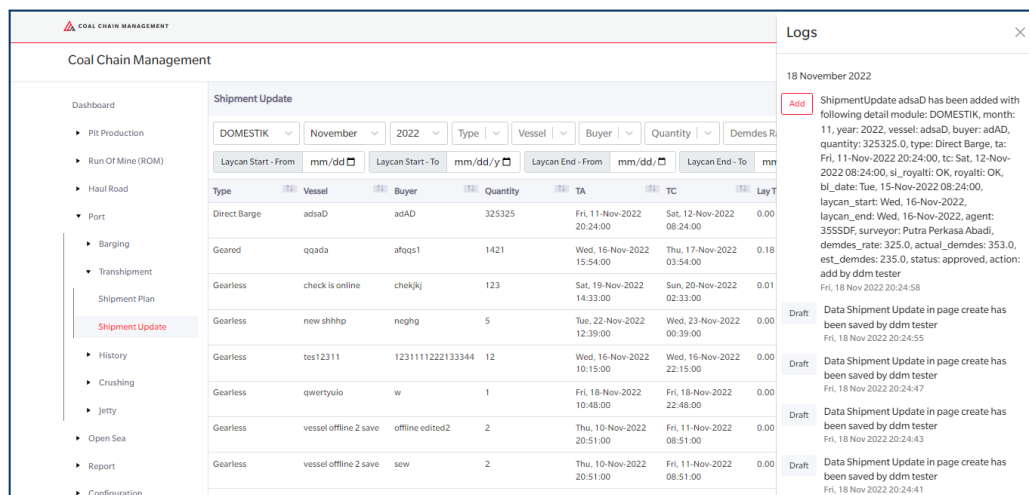 COAL CHAIN MANAGEMENT
Coal Chain Management
Dashboard
Pit Production
Run Of Mine (ROM)
Haul Road
Port
Barging
Transhipment
Shipment Plan
Shipment Update
History
Crushing
Jetty
Open Sea
Report
Configuration
Shipment Update
DOMESTIK November 2022 Type Vessel Buyer Quantity Demdes
Laycan Start - From mm/dd Laycan Start - To mm/dd/y Laycan End - From mm/dd/ Laycan End - To
Type Vessel Buyer Quantity TA TC Lay
Direct Barge adsaD adAD 325325 Fri, 11-Nov-2022 Sat, 12-Nov-2022 0.00
20:24:00 08:24:00
Geared qqada afqqs1 1421 Wed, 16-Nov-2022 Thu, 17-Nov-2022 0.18
15:54:00 03:54:00
Gearless check is online chekjkj 123 Sat, 19-Nov-2022 Sun, 20-Nov-2022 0.01
14:33:00 02:33:00
Gearless new shhhp neghg 5 Tue, 22-Nov-2022 Wed, 23-Nov-2022 0.00
12:39:00 00:39:00
Gearless tes12311 1231111222133344 12 Wed, 16-Nov-2022 Wed, 16-Nov-2022 0.00
10:15:00 22:15:00
Gearless qwertyuio w 1 Fri, 18-Nov-2022 Fri, 18-Nov-2022 0.00
10:48:00 22:48:00
Gearless vessel offline 2 save offline edited2 2 Thu, 10-Nov-2022 Fri, 11-Nov-2022 0.00
20:51:00 08:51:00
Gearless vessel offline 2 save sew 2 Thu, 10-Nov-2022 Fri, 11-Nov-2022 0.00
20:51:00 08:51:00
Logs
18 November 2022
Add
ShipmentUpdate adsaD has been added with
following detail module: DOMESTIK, month:
11, year: 2022, vessel: adsaD, buyer: adAD,
quantity: 325325.0, type: Direct Barge, ta:
Fri, 11-Nov-2022 20:24:00, tc: Sat, 12-Nov-
2022 08:24:00, si_royalti: OK, royalti: OK,
bl_date: Tue, 15-Nov-2022 08:24:00,
laycan_start: Wed, 16-Nov-2022,
laycan_end: Wed, 16-Nov-2022, agent:
35SSDF, surveyor: Putra Perkasa Abadi,
demdes_rate: 325.0, actual_demdes: 353.0,
est_demdes: 235.0, status: approved, action:
add by ddm tester
Fri, 18 Nov 2022 20:24:58
Draft
Data Shipment Update in page create has
been saved by ddm tester
Fri, 18 Nov 2022 20:24:55
Draft
Data Shipment Update in page create has
been saved by ddm tester
Fri, 18 Nov 2022 20:24:47
Draft
Data Shipment Update in page create has
been saved by ddm tester
Fri, 18 Nov 2022 20:24:43
Draft
Data Shipment Update in page create has
been saved by ddm tester
Fri, 18 Nov 2022 20:24:41